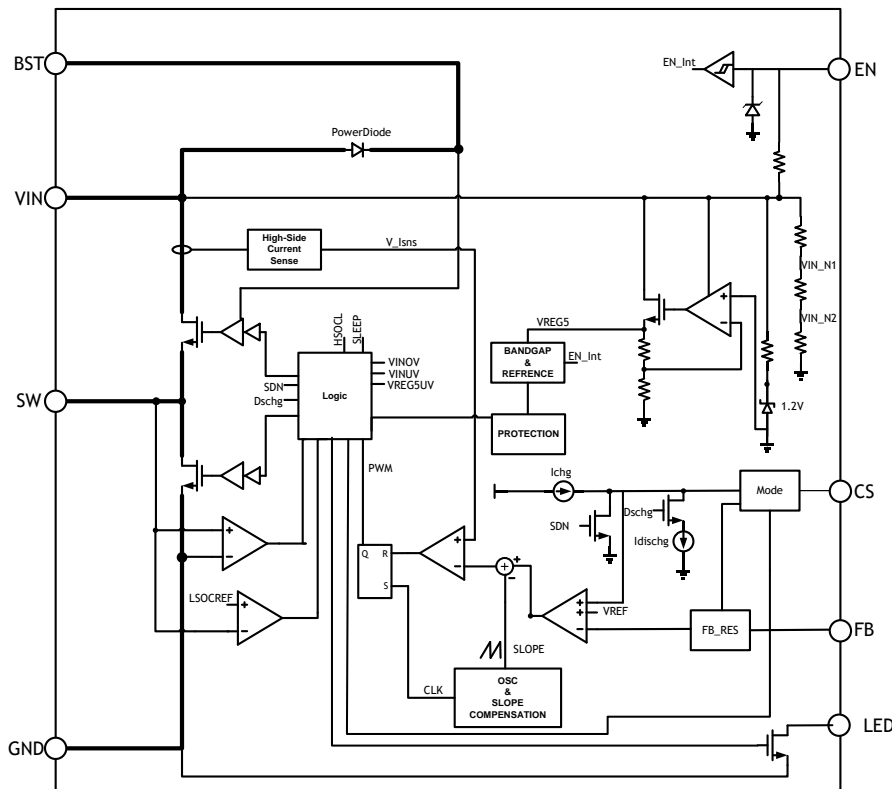 BST
EN_Int
EN
PowerDiode
VIN
High-Side
Current
Sense
V_Isns
VIN_N1
VIN_N2
HSOCL
SLEEP
VREG5
BANDGAP
&
REFRENCE
EN_Int
VINOV
VINUV
VREG5UV
Logic
SDN
Dschg
SW
1.2V
PROTECTION
PWM
Ichg
Mode
CS
SDN
Dschg
Idischg
+
−
Q
R
S
+
−
+
−
LSOCREF
+
−
+
+
−
VREF
FB_RES
FB
SLOPE
CLK
OSC
&
SLOPE
COMPENSATION
LED
GND